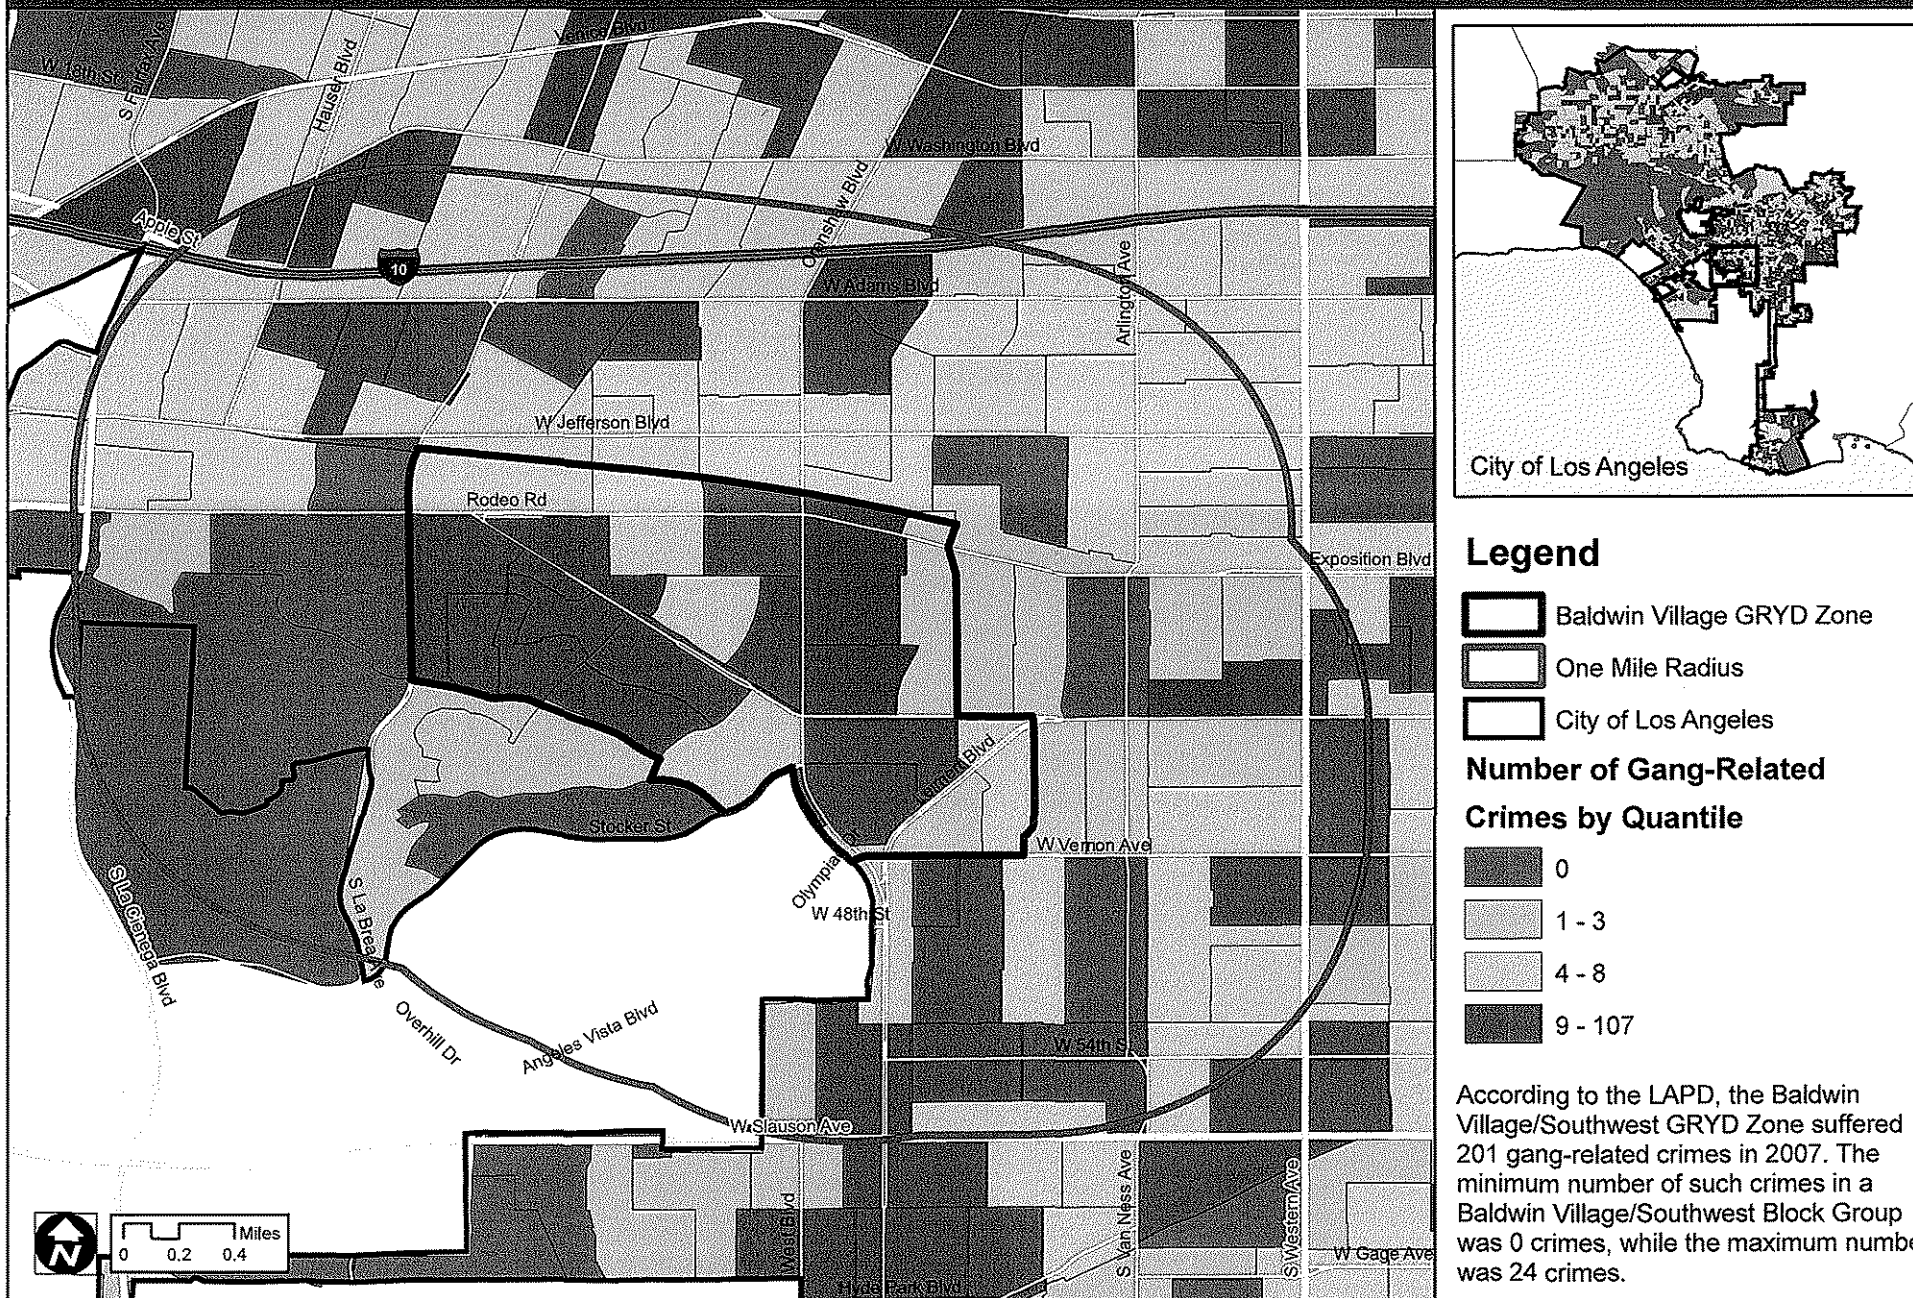 Vernice Blvd
W 18th St
S Fairfax Ave
Hauser Blvd
W Washington Blvd
Crenshaw Blvd
Apple St
10
W Adams Blvd
Arlington Ave
W Jefferson Blvd
Rodeo Rd
Exposition Blvd
Stocker St
W Vernon Ave
Olympia
W 48th St
S La Cienega Blvd
S La Brea Ave
Overhill Dr
Angeles Vista Blvd
W 54th S
W Slauson Ave
West Blvd
S Van Ness Ave
S Western Ave
W Gage Ave
Hyde Park Blvd
N
Miles
0 0.2 0.4
City of Los Angeles
Legend
Baldwin Village GRYD Zone
One Mile Radius
City of Los Angeles
Number of Gang-Related
Crimes by Quantile
0
1 - 3
4 - 8
9 - 107
According to the LAPD, the Baldwin
Village/Southwest GRYD Zone suffered
201 gang-related crimes in 2007. The
minimum number of such crimes in a
Baldwin Village/Southwest Block Group
was 0 crimes, while the maximum numbe
was 24 crimes.